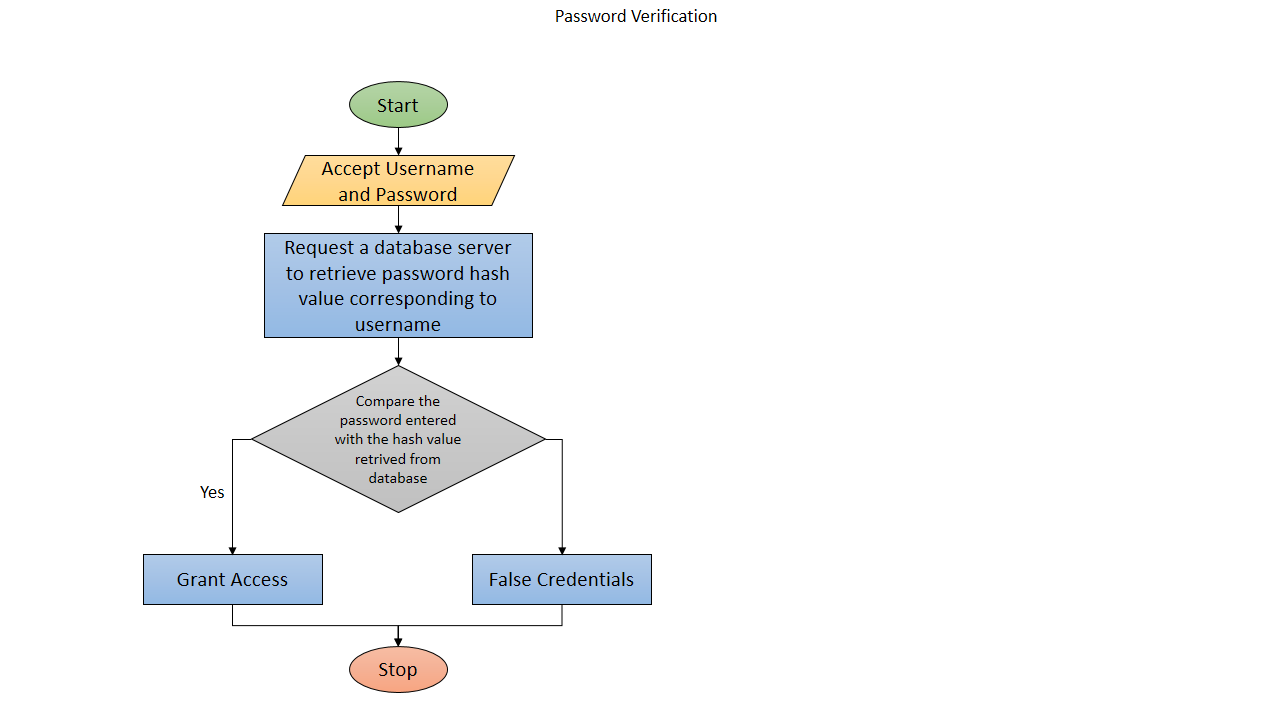 Password Verification
Start
Accept Username
and Password
Request a database server
to retrieve password hash
value corresponding to
username
Compare the
password entered
with the hash value
retrived from
database
Yes
Grant Access
False Credentials
Stop